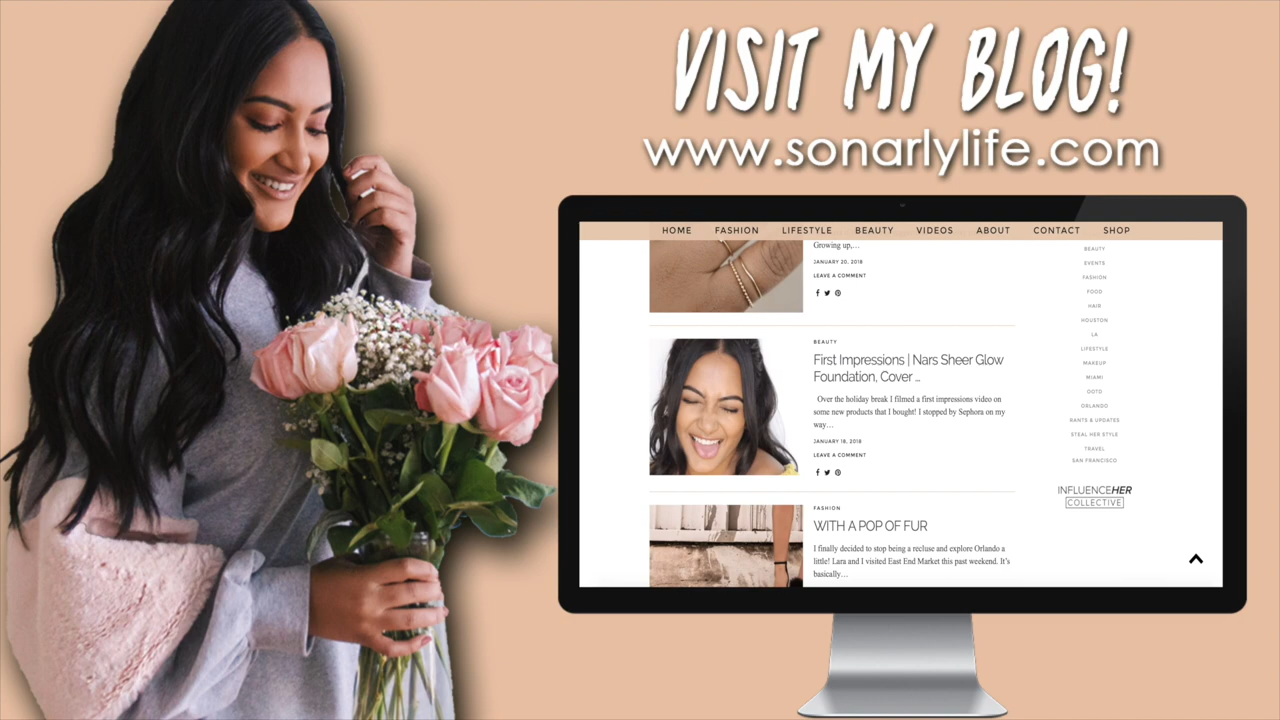 VISIT MY BLOG!
www.sonarlylife.com
HOME FASHION LIFESTYLE BEAUTY VIDEOS ABOUT CONTACT SHOP
Growing up,...
JANUARY 20, 2018
LEAVE A COMMENT
BEAUTY
First Impressions | Nars Sheer Glow
Foundation, Cover ...
Over the holiday break I filmed a first impressions video on
some new products that I bought! I stopped by Sephora on my
way...
JANUARY 18, 2018
LEAVE A COMMENT
FASHION
WITH A POP OF FUR
I finally decided to stop being a recluse and explore Orlando a
little! Lara and I visited East End Market this past weekend. It's
basically...
BEAUTY
EVENTS
FASHION
FOOD
HAIR
HOUSTON
LA
LIFESTYLE
MAKEUP
MIAMI
OOTD
ORLANDO
RANTS & UPDATES
STEAL HER STYLE
TRAVEL
SAN FRANCISCO
INFLUENCEHER
COLLECTIVE